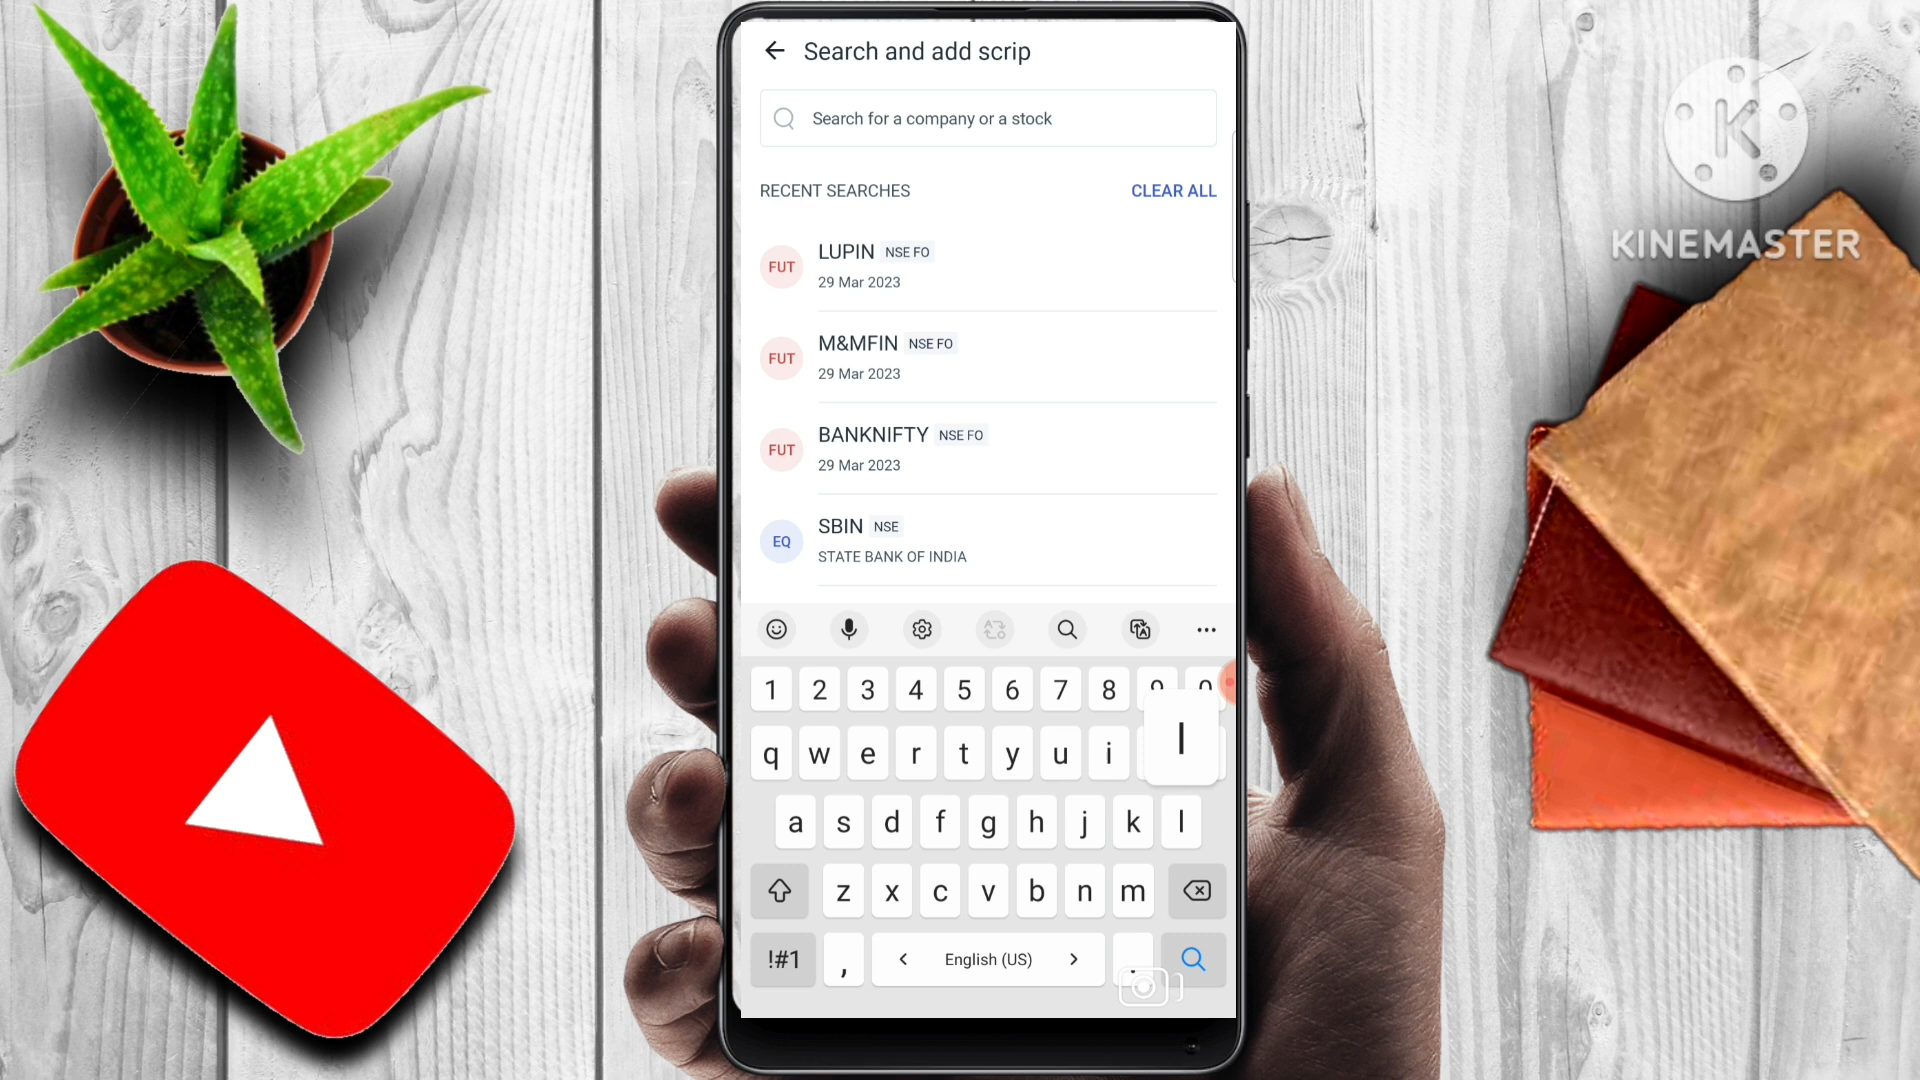 Search and add scrip
Search for a company or a stock
RECENT SEARCHES CLEAR ALL
FUT LUPIN NSE FO
29 Mar 2023
FUT M&MFIN NSE FO
29 Mar 2023
FUT BANKNIFTY NSE FO
29 Mar 2023
EQ SBIN NSE
STATE BANK OF INDIA
1 2 3 4 5 6 7 8 9 0
q w e r t y u i l
a s d f g h j k l
z x c v b n m
!#1 , < English (US) > .
K
KINEMASTER